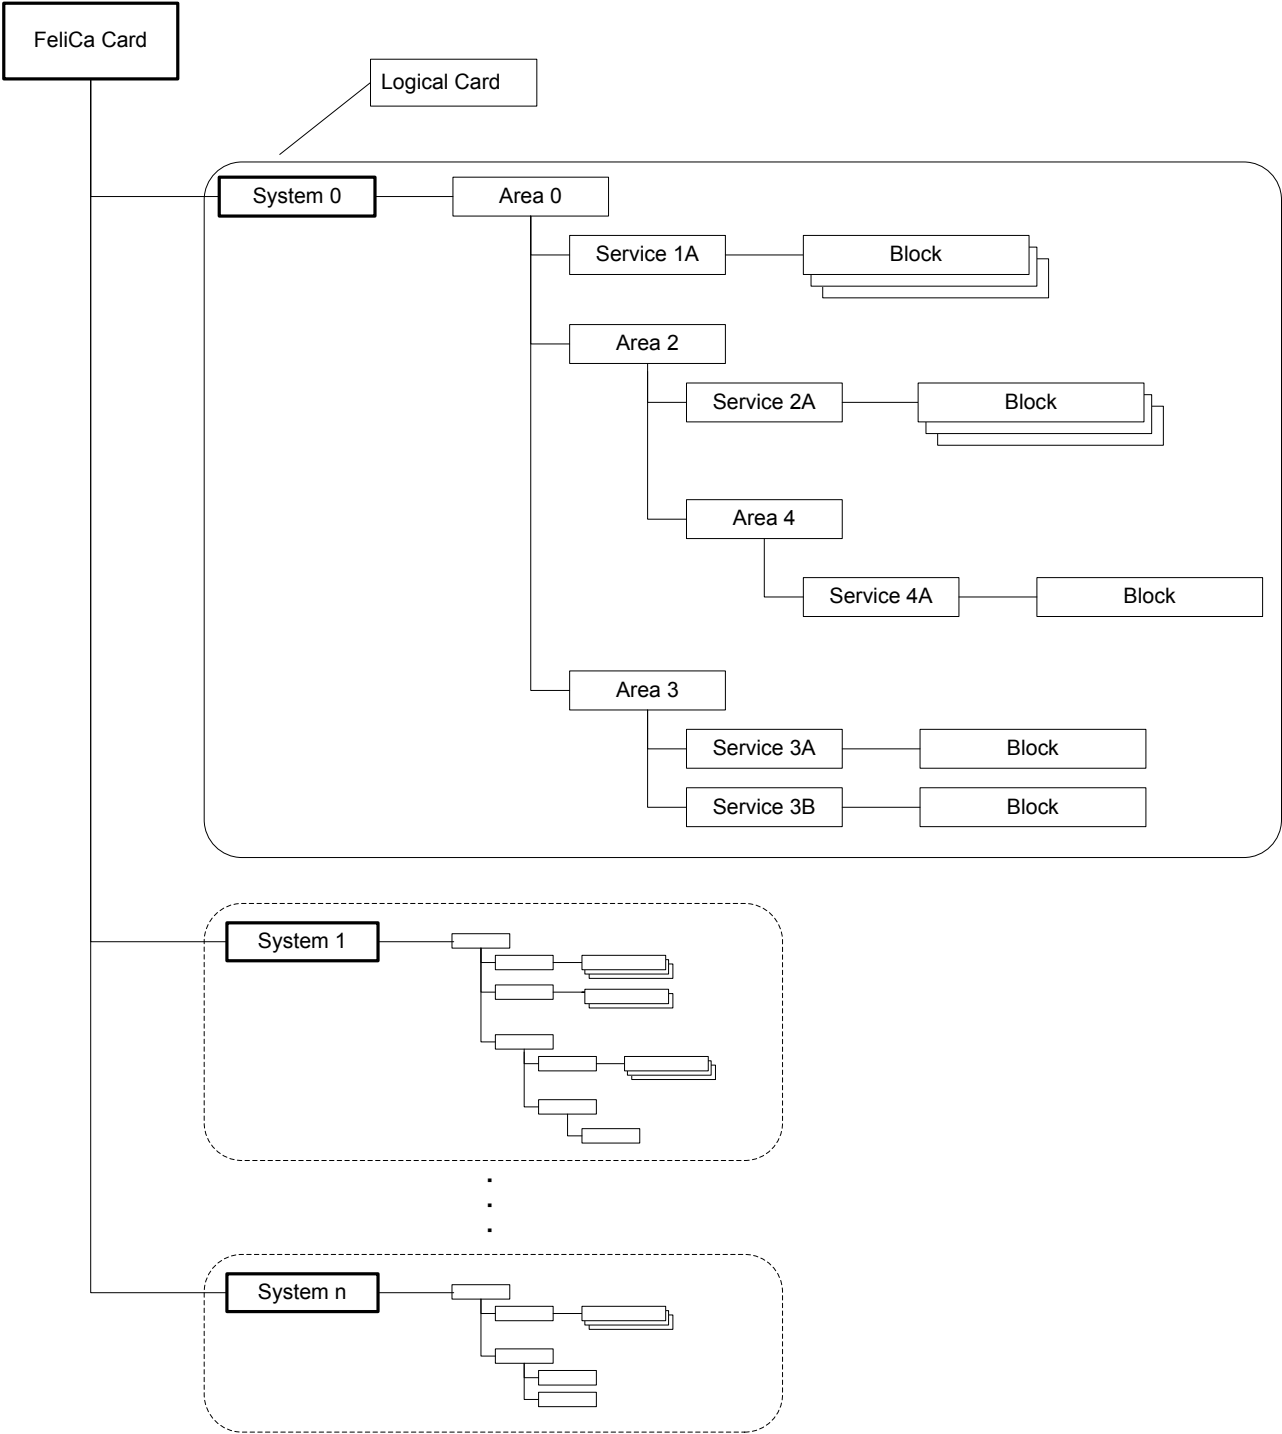 FeliCa Card
Logical Card
System 0
Area 0
Service 1A
Block
Area 2
Service 2A
Block
Area 4
Service 4A
Block
Area 3
Service 3A
Block
Service 3B
Block
System 1
.
.
.
System n